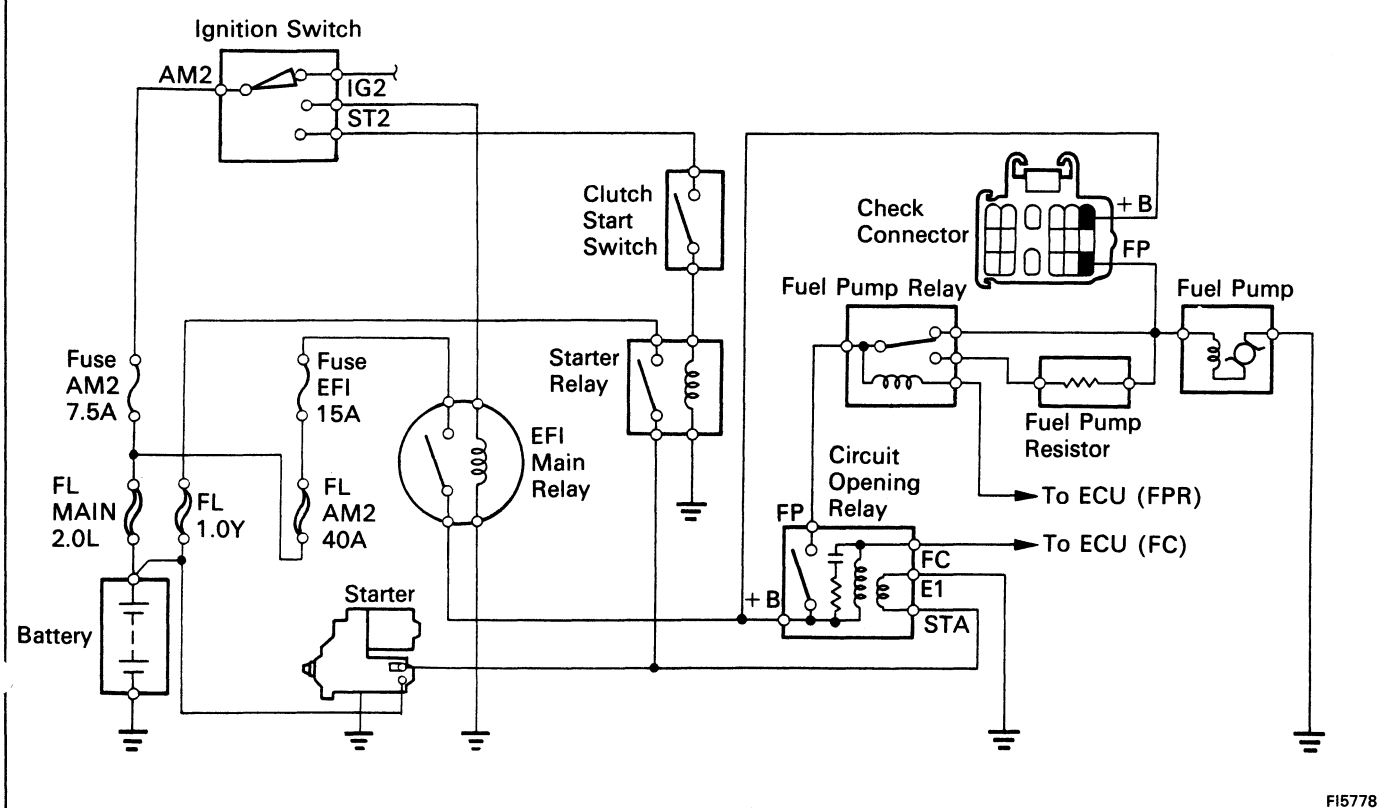 Ignition Switch
AM2
IG2
ST2
Clutch
Start
Switch
Check
Connector
+ B
FP
Fuel Pump Relay
Fuel Pump
Fuse
AM2
7.5A
Fuse
EFI
15A
Starter
Relay
Fuel Pump
Resistor
EFI
Main
Relay
Circuit
Opening
Relay
FL
MAIN
2.0L
FL
1.0Y
FL
AM2
40A
To ECU (FPR)
FP
To ECU (FC)
FC
E1
STA
+ B
Starter
Battery
FI5778